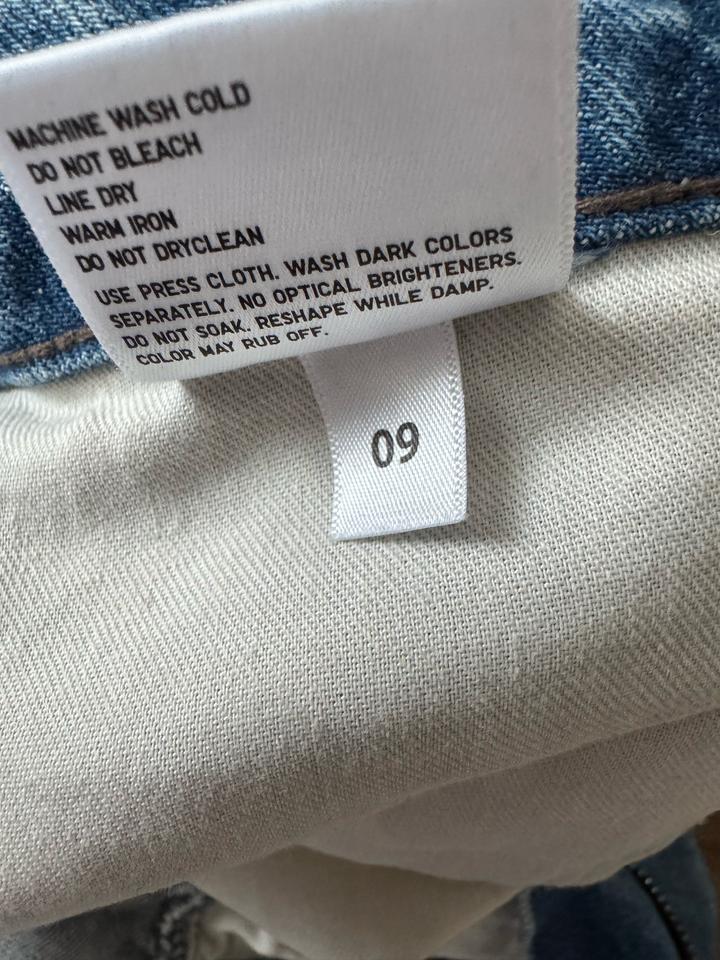 MACHINE WASH COLD
DO NOT BLEACH
LINE DRY
WARM IRON
DO NOT DRYCLEAN
USE PRESS CLOTH. WASH DARK COLORS
SEPARATELY. NO OPTICAL BRIGHTENERS.
DO NOT SOAK. RESHAPE WHILE DAMP.
COLOR MAY RUB OFF.
09